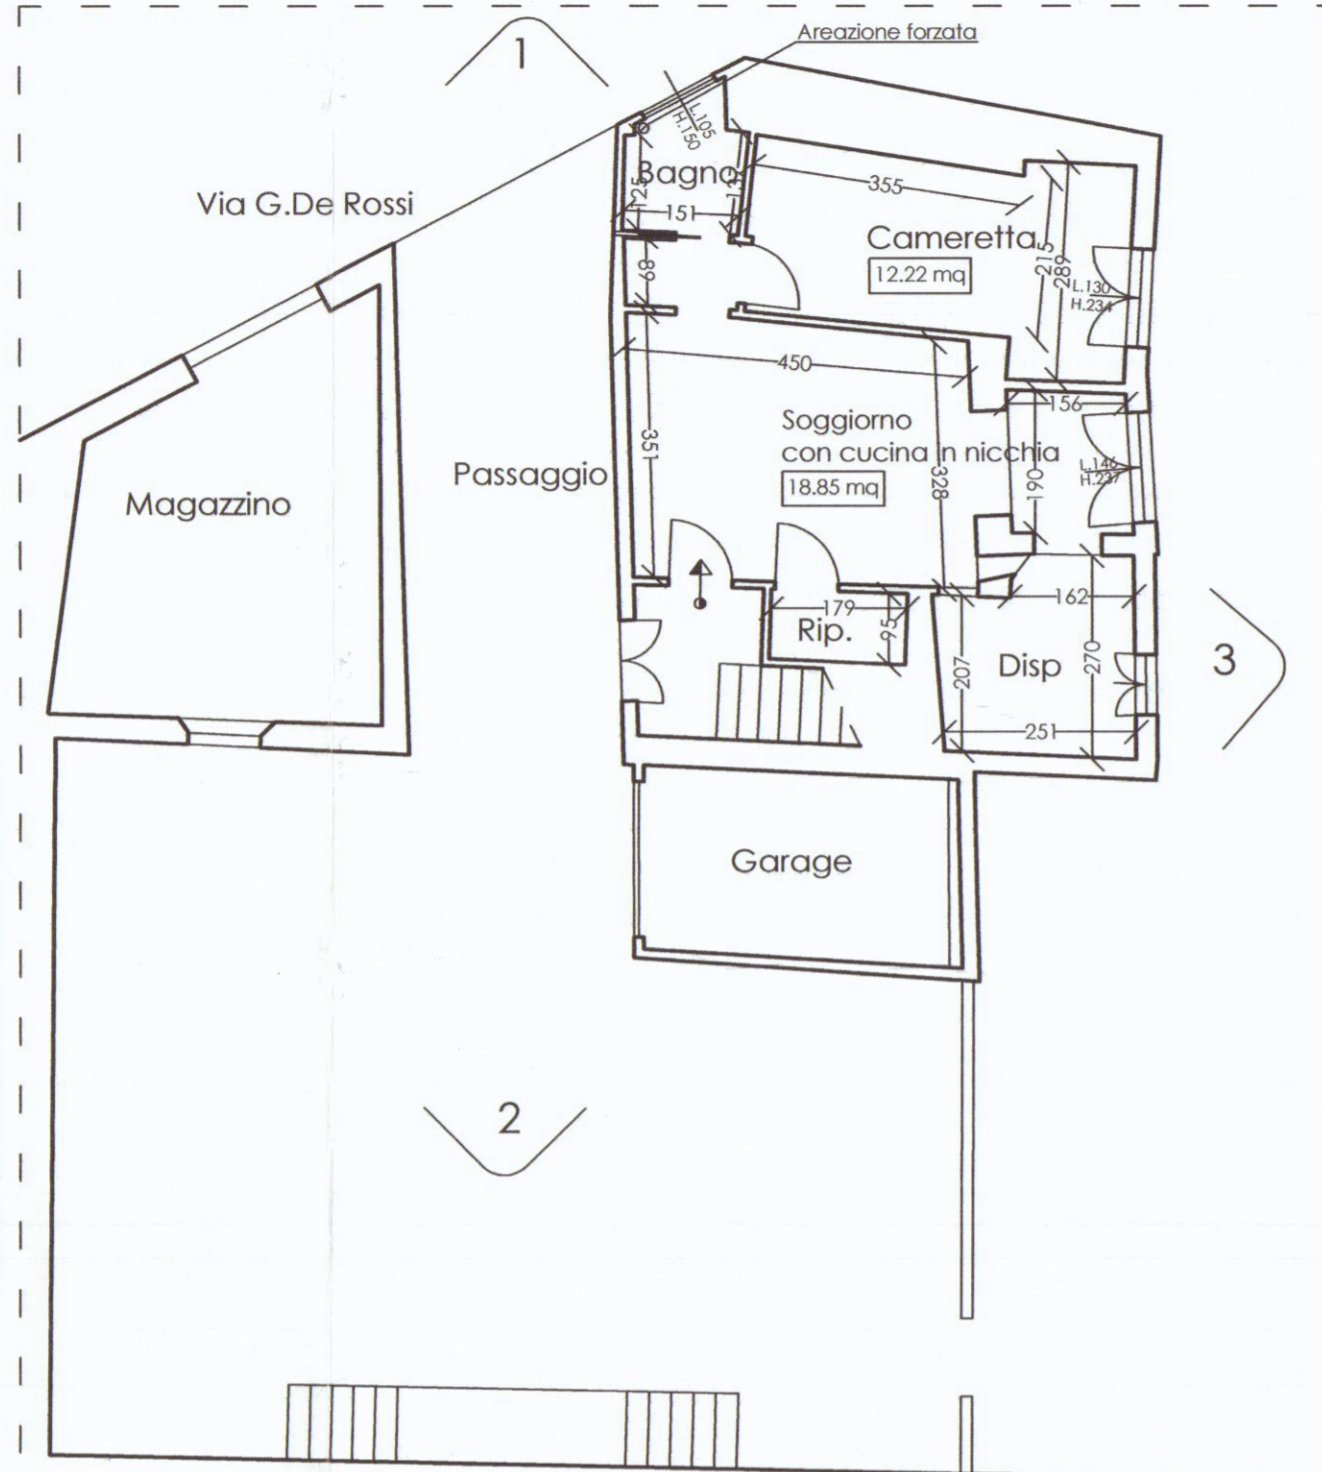 Areazione forzata
1
L.105
H.150
Via G.De Rossi
Bagno
125
151
355
Cameretta
12.22 mq
215
289
L.130
H.234
89
450
156
Soggiorno
con cucina in nicchia
18.85 mq
351
328
190
L.146
H.237
Passaggio
Magazzino
179
Rip.
95
162
207
Disp
270
251
3
Garage
2